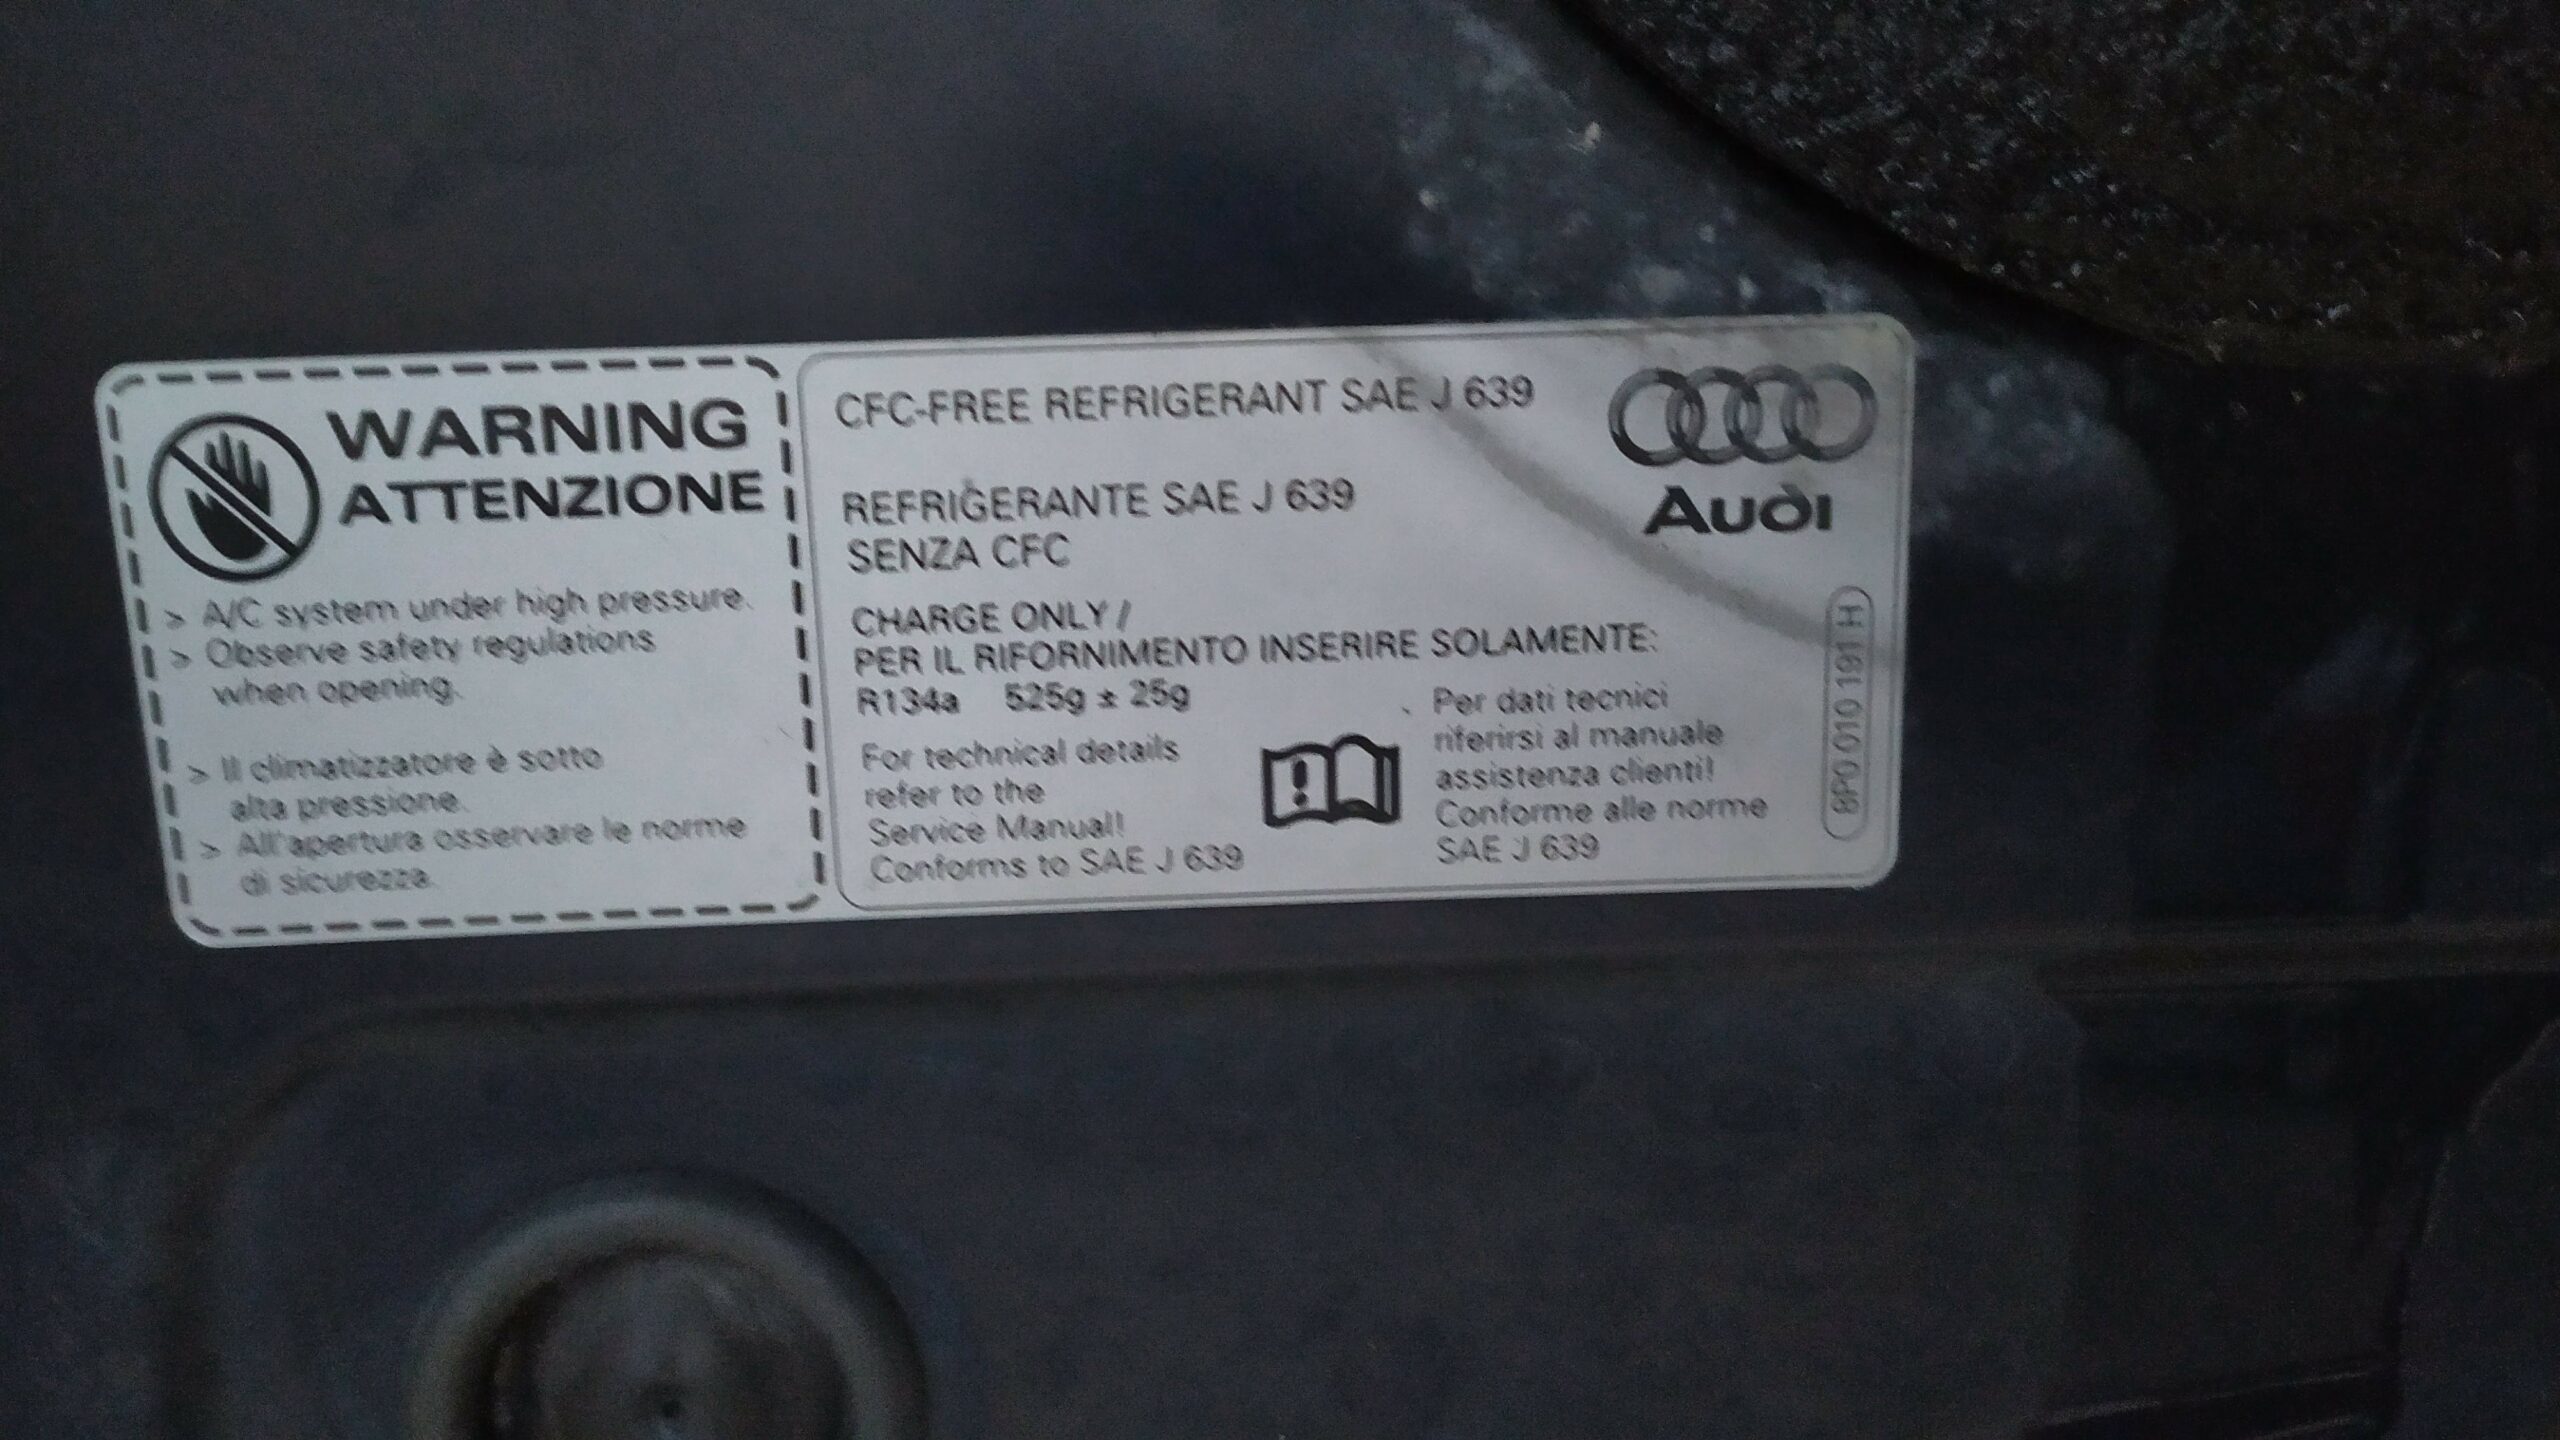 WARNING
ATTENZIONE
> A/C system under high pressure.
> Observe safety regulations
when opening.
> Il climatizzatore è sotto
alta pressione.
> All'apertura osservare le norme
di sicurezza.
CFC-FREE REFRIGERANT SAE J 639
REFRIGERANTE SAE J 639
SENZA CFC
CHARGE ONLY /
PER IL RIFORNIMENTO INSERIRE SOLAMENTE:
R134a 525g ± 25g
For technical details
refer to the
Service Manual!
Conforms to SAE J 639
Per dati tecnici
riferirsi al manuale
assistenza clienti!
Conforme alle norme
SAE J 639
Audi
8P0 010 191 H